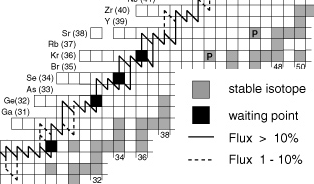 Zr (40)
Y (39)
Sr (38)
P
Rb (37)
Kr (36)
P
Br (35)
48
50
Se (34)
stable isotope
As (33)
Ge(32)
waiting point
Ga (31)
38
Flux > 10%
34
36
Flux 1 - 10%
32